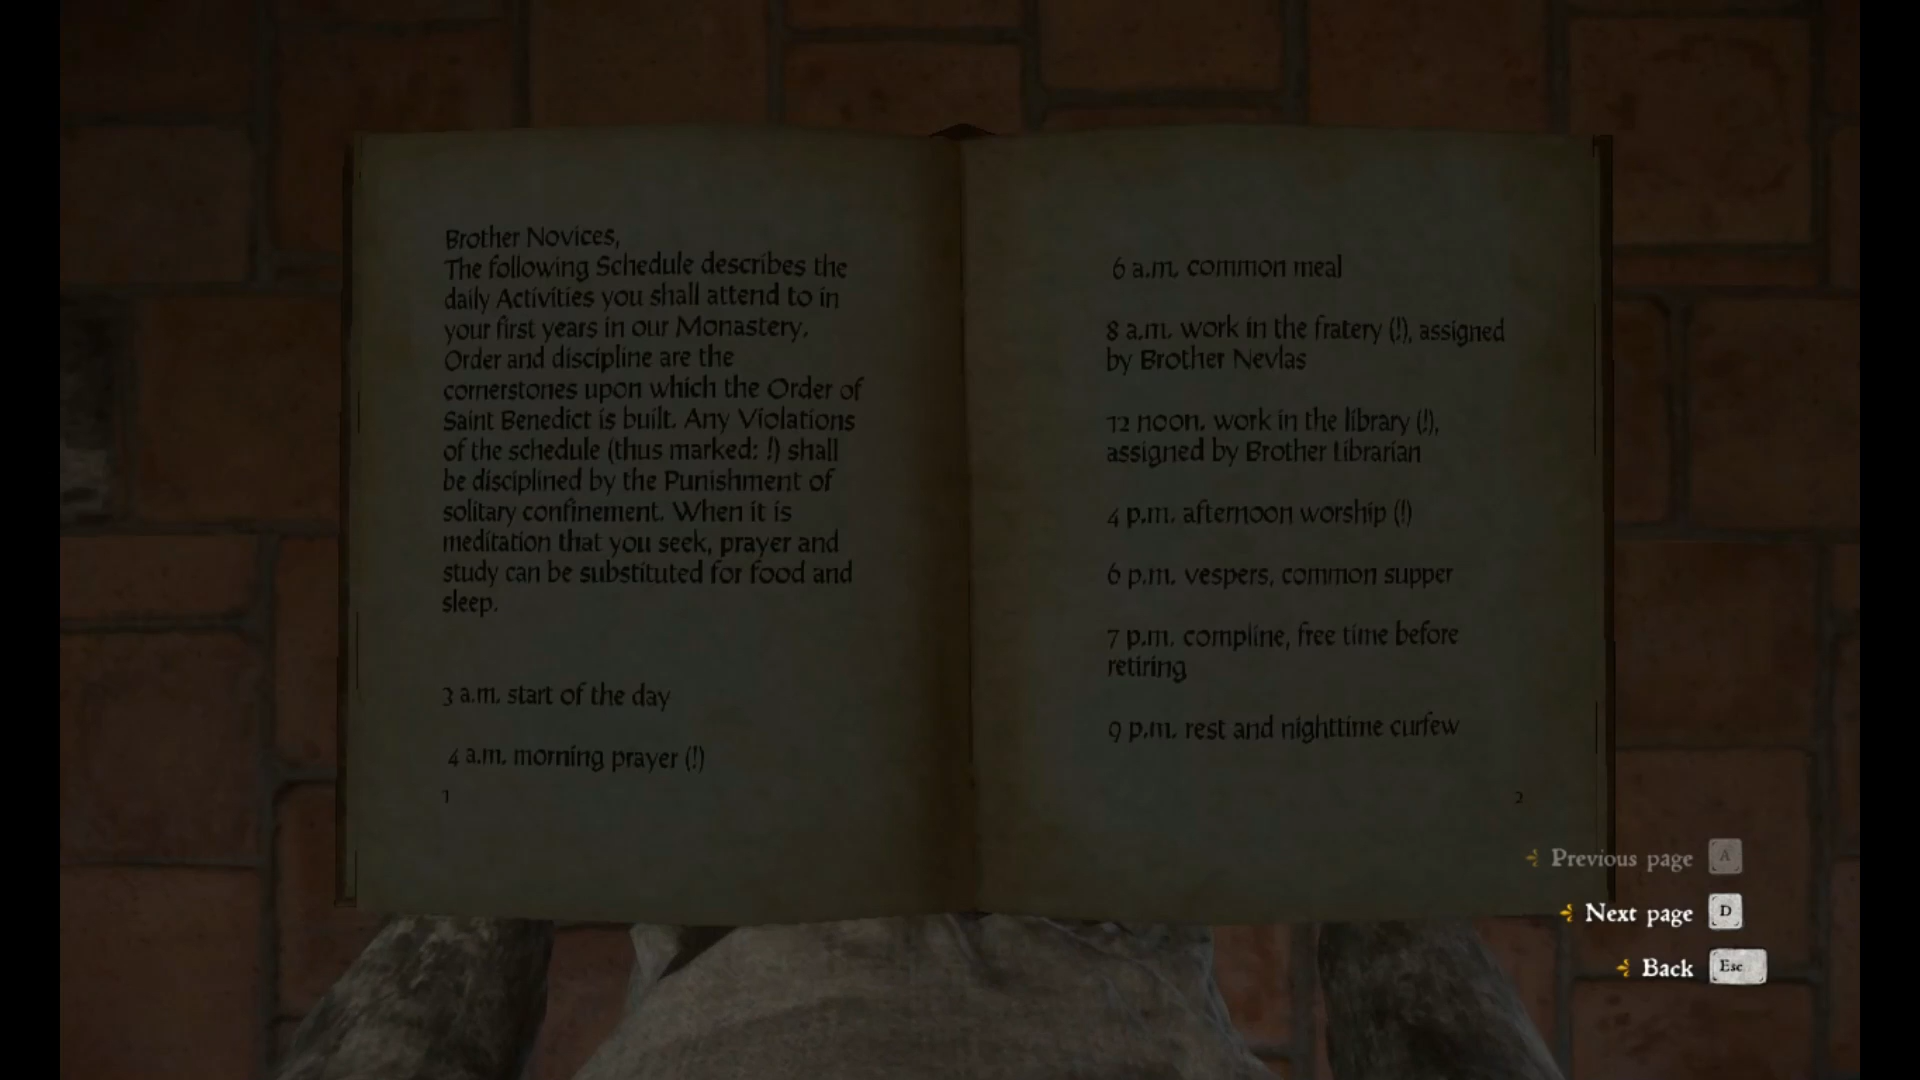 Brother Novices,
The following Schedule describes the
daily Activities you shall attend to in
your first years in our Monastery.
Order and discipline are the
cornerstones upon which the Order of
Saint Benedict is built. Any Violations
of the schedule (thus marked: !) shall
be disciplined by the Punishment of
solitary confinement. When it is
meditation that you seek, prayer and
study can be substituted for food and
sleep.
3 a.m. start of the day
4 a.m. morning prayer (!)
1
6 a.m. common meal
8 a.m. work in the fratery (!), assigned
by Brother Nevlas
12 noon. work in the library (!),
assigned by Brother Librarian
4 p.m. afternoon worship (!)
6 p.m. vespers, common supper
7 p.m. compline, free time before
retiring
9 p.m. rest and nighttime curfew
2
Previous page A
Next page D
Back Esc